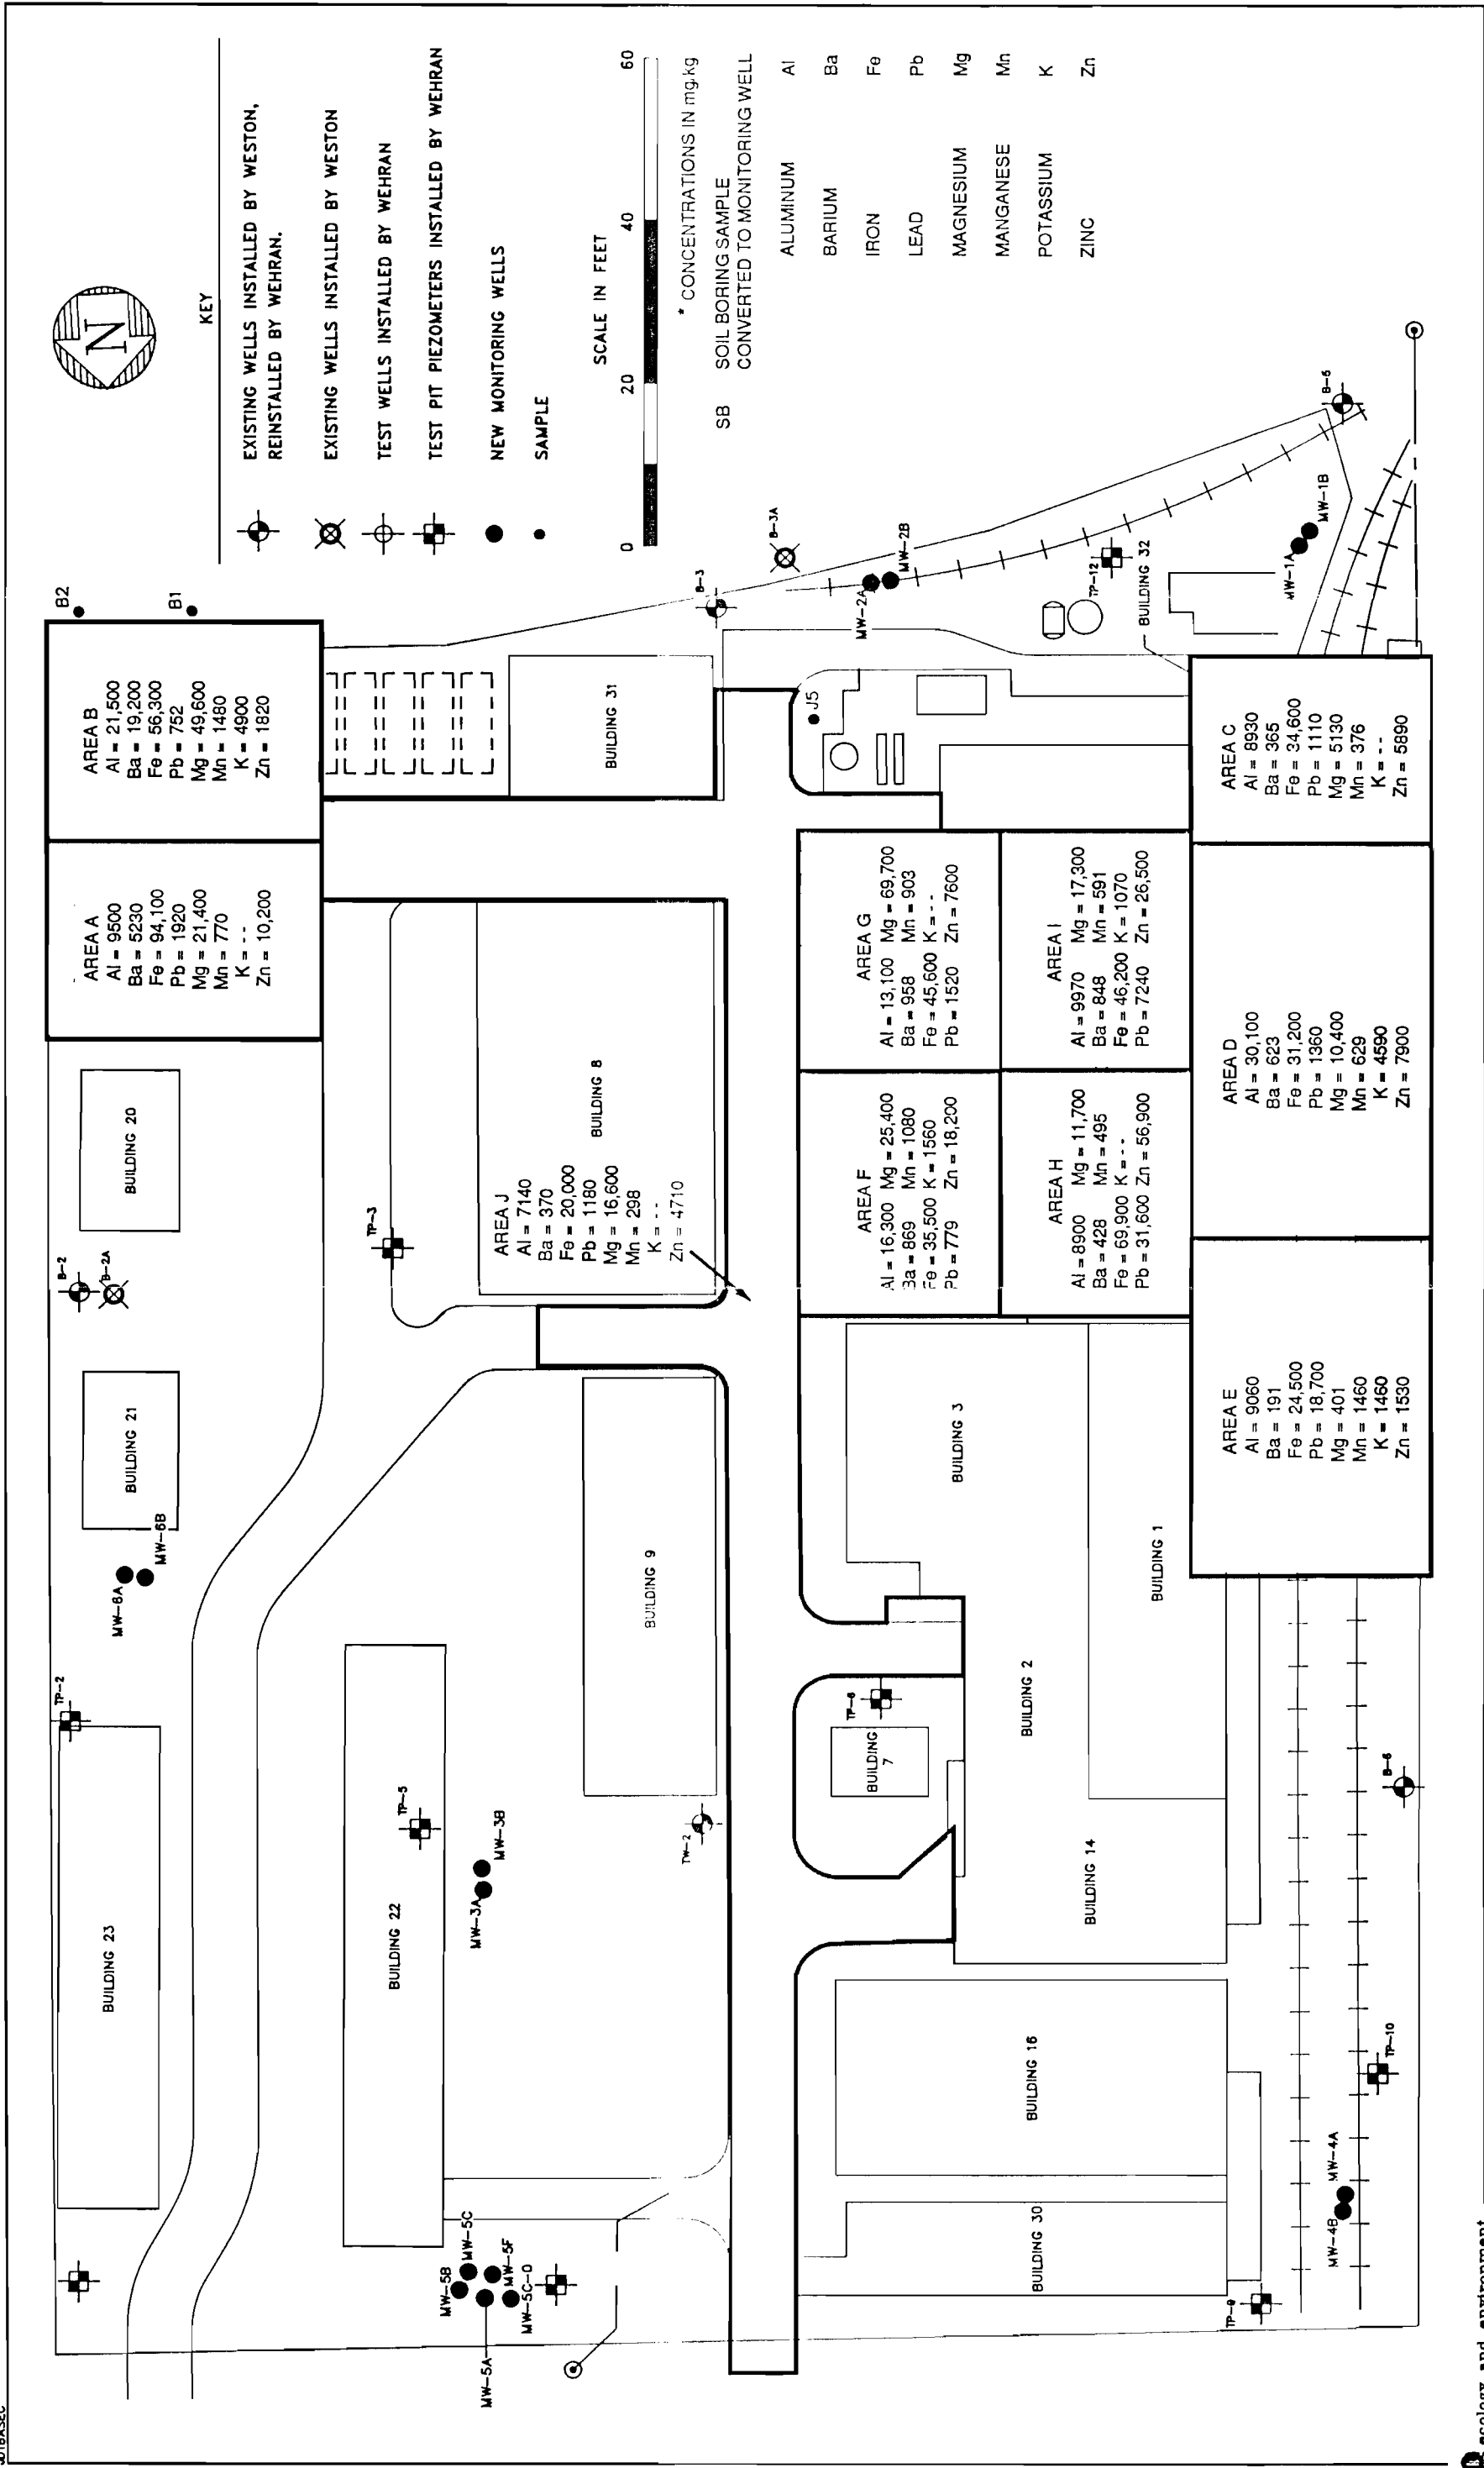 KEY
EXISTING WELLS INSTALLED BY WESTON,
REINSTALLED BY WEHRAN.
EXISTING WELLS INSTALLED BY WESTON
TEST WELLS INSTALLED BY WEHRAN
TEST PIT PIEZOMETERS INSTALLED BY WEHRAN
NEW MONITORING WELLS
SAMPLE
SCALE IN FEET
0 20 40 60
* CONCENTRATIONS IN mg.kg
SB SOIL BORING SAMPLE
CONVERTED TO MONITORING WELL
ALUMINUM Al
BARIUM Ba
IRON Fe
LEAD Pb
MAGNESIUM Mg
MANGANESE Mn
POTASSIUM K
ZINC Zn
N
B2
B1
AREA B
Al = 21,500
Ba = 19,200
Fe = 56,300
Pb = 752
Mg = 49,600
Mn = 1480
K = 4900
Zn = 1820
AREA A
Al = 9500
Ba = 5230
Fe = 94,100
Pb = 1920
Mg = 21,400
Mn = 770
K = - -
Zn = 10,200
BUILDING 20
B-2
B-2A
BUILDING 21
MW-6A
MW-6B
TP-2
BUILDING 23
BUILDING 31
B-3
B-3A
MW-2A
MW-2B
TP-12
BUILDING 32
MW-1A
MW-1B
B-5
J5
TP-3
BUILDING 8
AREA J
Al = 7140
Ba = 370
Fe = 20,000
Pb = 1180
Mg = 16,600
Mn = 298
K = - -
Zn = 4710
BUILDING 9
TW-2
TP-5
BUILDING 22
MW-3A
MW-3B
MW-5B
MW-5C
MW-5F
MW-5C-D
MW-5A
AREA G
Al = 13,100 Mg = 69,700
Ba = 958 Mn = 903
Fe = 45,600 K = - -
Pb = 1520 Zn = 7600
AREA F
Al = 16,300 Mg = 25,400
Ba = 869 Mn = 1080
Fe = 35,500 K = 1560
Pb = 779 Zn = 18,200
AREA I
Al = 9970 Mg = 17,300
Ba = 848 Mn = 591
Fe = 46,200 K = 1070
Pb = 7240 Zn = 26,500
AREA H
Al = 8900 Mg = 11,700
Ba = 428 Mn = 495
Fe = 69,900 K = - -
Pb = 31,600 Zn = 56,900
AREA C
Al = 8930
Ba = 365
Fe = 34,600
Pb = 1110
Mg = 5130
Mn = 376
K = - -
Zn = 5890
AREA D
Al = 30,100
Ba = 623
Fe = 31,200
Pb = 1360
Mg = 10,400
Mn = 629
K = 4590
Zn = 7900
AREA E
Al = 9060
Ba = 191
Fe = 24,500
Pb = 18,700
Mg = 401
Mn = 1460
K = 1460
Zn = 1530
BUILDING 3
BUILDING 1
BUILDING 2
BUILDING
7
TP-6
BUILDING 14
BUILDING 16
BUILDING 30
B-6
TP-10
MW-4A
MW-4B
TP-9
ecology and environment